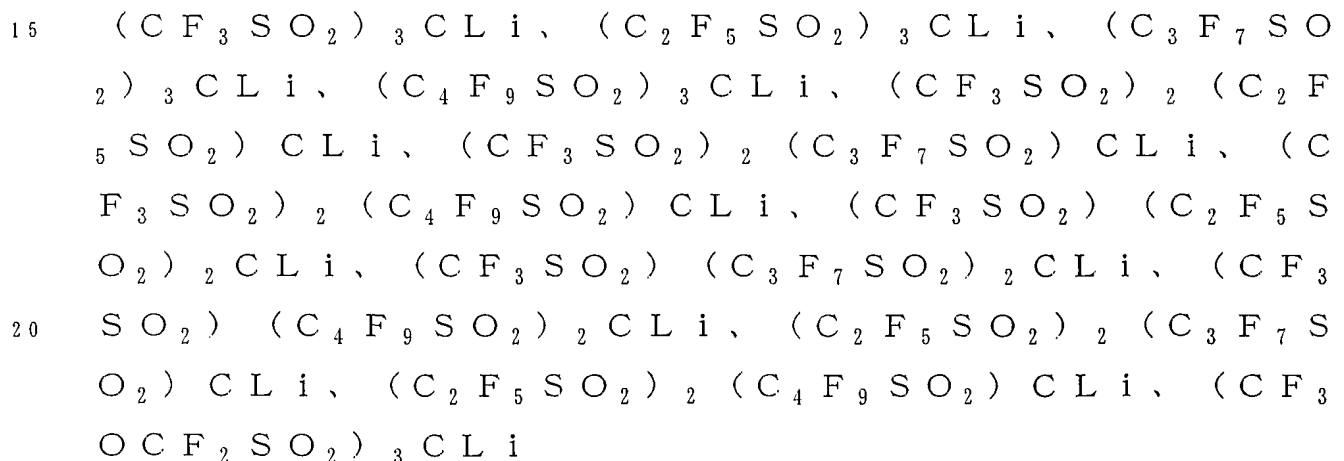 15 (CF₃SO₂)₃CLi、(C₂F₅SO₂)₃CLi、(C₃F₇SO
₂)₃CLi、(C₄F₉SO₂)₃CLi、(CF₃SO₂)₂(C₂F
₅SO₂)CLi、(CF₃SO₂)₂(C₃F₇SO₂)CLi、(C
F₃SO₂)₂(C₄F₉SO₂)CLi、(CF₃SO₂)(C₂F₅S
O₂)₂CLi、(CF₃SO₂)(C₃F₇SO₂)₂CLi、(CF₃
20 SO₂)(C₄F₉SO₂)₂CLi、(C₂F₅SO₂)₂(C₃F₇S
O₂)CLi、(C₂F₅SO₂)₂(C₄F₉SO₂)CLi、(CF₃
OCF₂SO₂)₃CLi